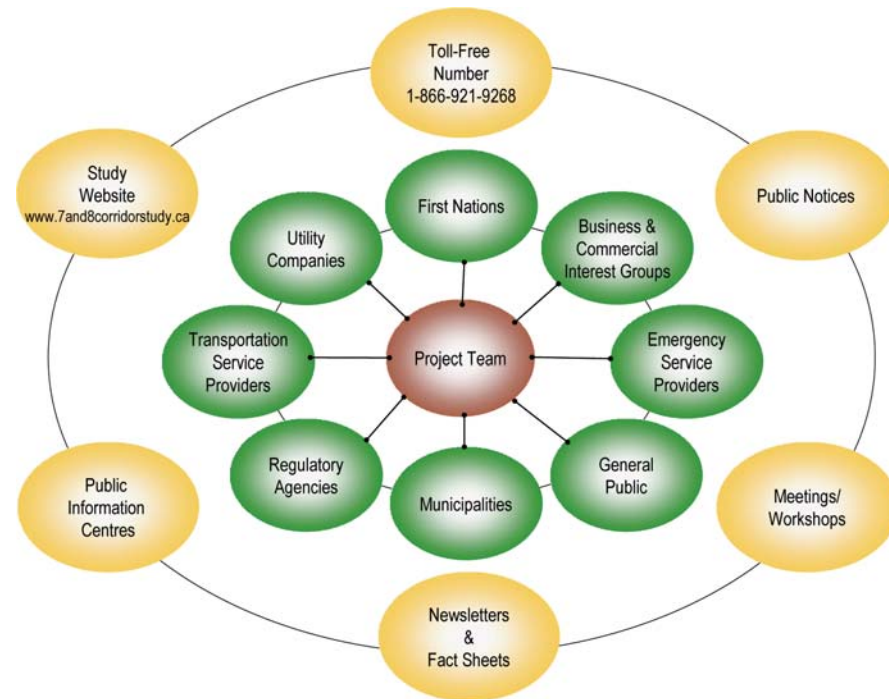 Toll-Free
Number
1-866-921-9268
Study
Website
www.7and8corridorstudy.ca
Public Notices
First Nations
Utility
Companies
Business &
Commercial
Interest Groups
Transportation
Service
Providers
Project Team
Emergency
Service
Providers
Regulatory
Agencies
General
Public
Municipalities
Public
Information
Centres
Meetings/
Workshops
Newsletters
&
Fact Sheets